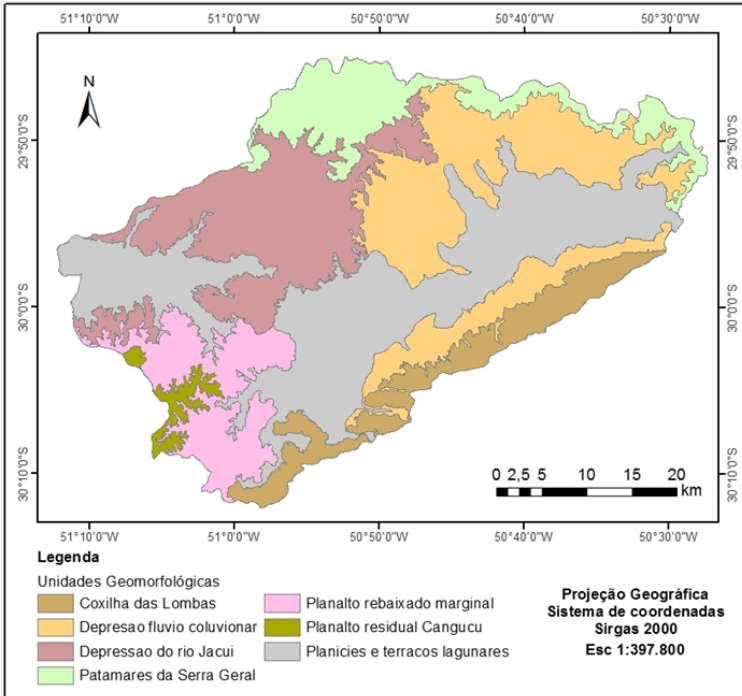 51°10'0"W 51°0'0"W 50°50'0"W 50°40'0"W 50°30'0"W
N
29°50'0"S 29°50'0"S
30°0'0"S 30°0'0"S
30°10'0"S 30°10'0"S
0 2,5 5 10 15 20
km
51°10'0"W 51°0'0"W 50°50'0"W 50°40'0"W 50°30'0"W
Legenda
Unidades Geomorfológicas
Coxilha das Lombas
Depresao fluvio coluvionar
Depressao do rio Jacui
Patamares da Serra Geral
Planalto rebaixado marginal
Planalto residual Cangucu
Planicies e terracos lagunares
Projeção Geográfica
Sistema de coordenadas
Sirgas 2000
Esc 1:397.800